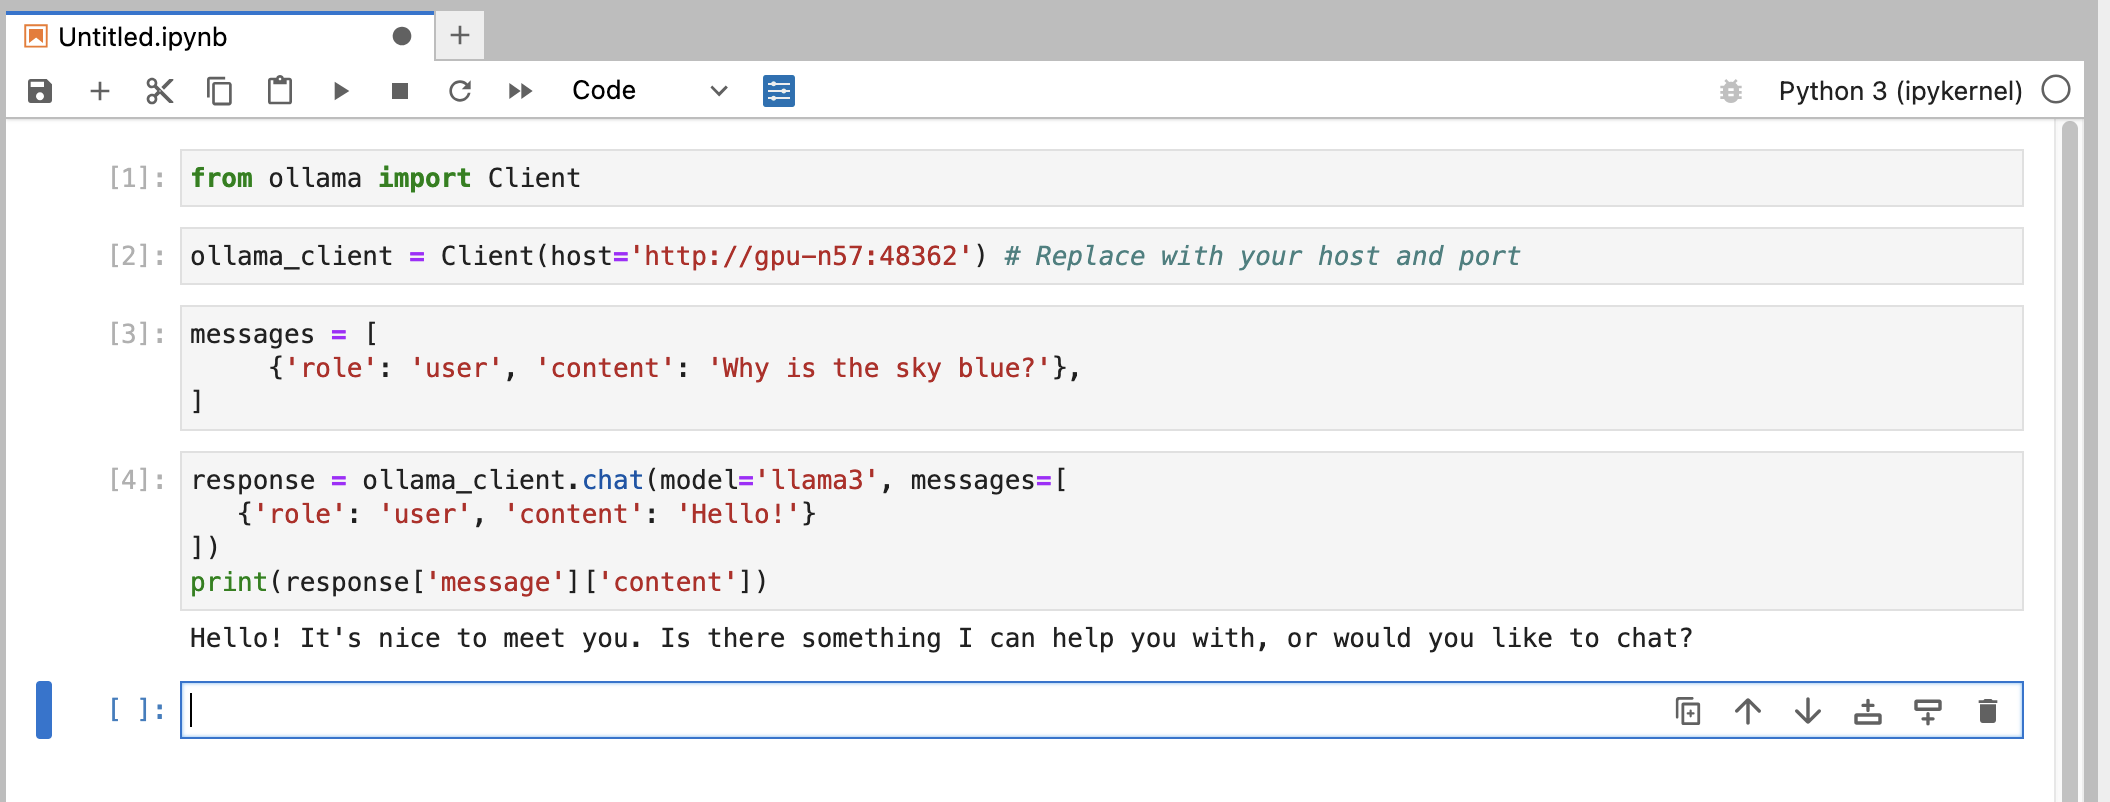 Untitled.ipynb
Code
Python 3 (ipykernel)
[1]: from ollama import Client
[2]: ollama_client = Client(host='http://gpu-n57:48362') # Replace with your host and port
[3]: messages = [
     {'role': 'user', 'content': 'Why is the sky blue?'},
]
[4]: response = ollama_client.chat(model='llama3', messages=[
   {'role': 'user', 'content': 'Hello!'}
])
print(response['message']['content'])
Hello! It's nice to meet you. Is there something I can help you with, or would you like to chat?
[ ]: